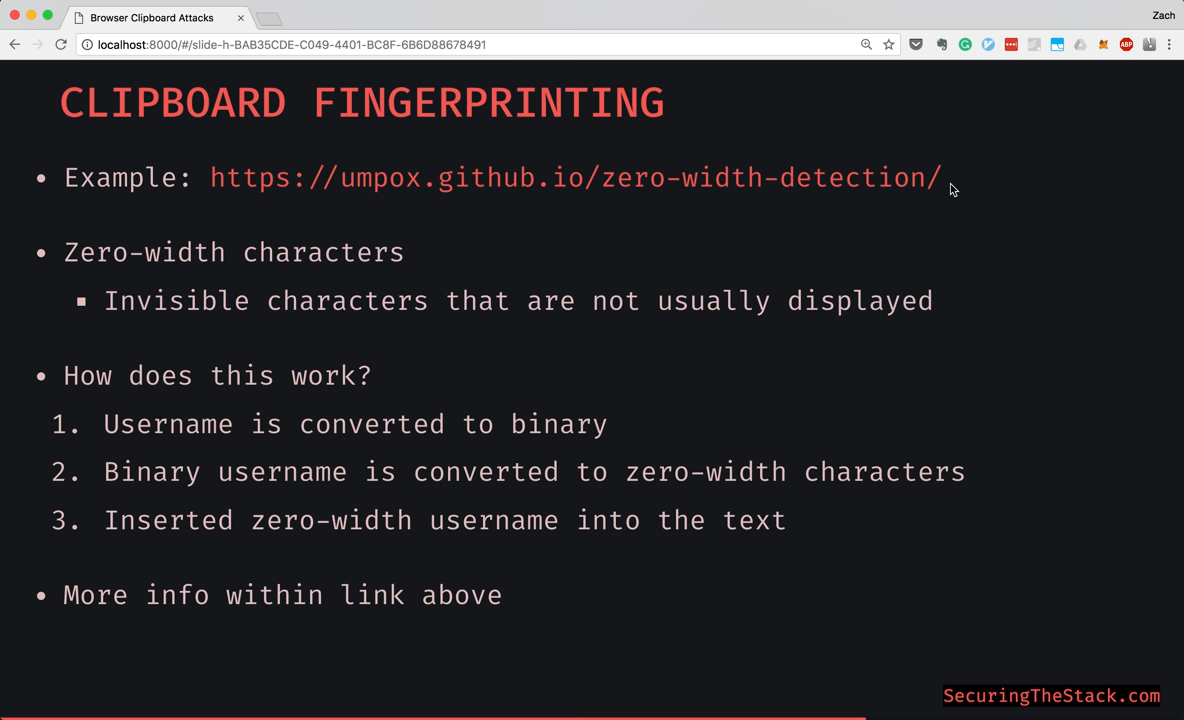 Browser Clipboard Attacks
Zach
localhost:8000/#/slide-h-BAB35CDE-C049-4401-BC8F-6B6D88678491
ABP
CLIPBOARD FINGERPRINTING
• Example: https://umpox.github.io/zero-width-detection/
• Zero-width characters
▪ Invisible characters that are not usually displayed
• How does this work?
1. Username is converted to binary
2. Binary username is converted to zero-width characters
3. Inserted zero-width username into the text
• More info within link above
SecuringTheStack.com